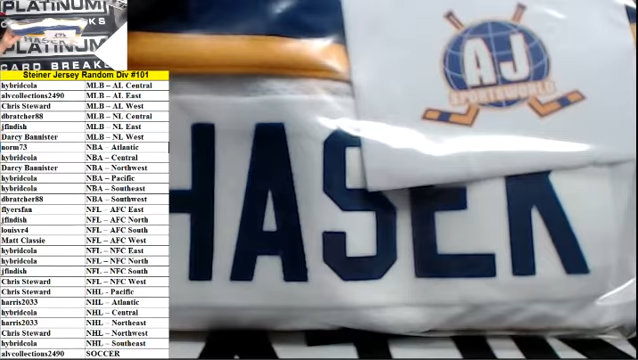 PLATINUM
CARD BREAKS
Steiner Jersey Random Div #101
hybridcola MLB – AL Central
alvcollections2490 MLB – AL East
Chris Steward MLB – AL West
dbratcher88 MLB – NL Central
jfindish MLB – NL East
Darcy Bannister MLB – NL West
norm73 NBA – Atlantic
hybridcola NBA – Central
Darcy Bannister NBA – Northwest
hybridcola NBA – Pacific
hybridcola NBA – Southeast
dbratcher88 NBA – Southwest
flyersfan NFL – AFC East
jfindish NFL – AFC North
louisvr4 NFL – AFC South
Matt Classie NFL – AFC West
hybridcola NFL – NFC East
hybridcola NFL – NFC North
jfindish NFL – NFC South
Chris Steward NFL – NFC West
Chris Steward NHL - Pacific
harris2033 NHL – Atlantic
hybridcola NHL – Central
harris2033 NHL – Northeast
Chris Steward NHL – Northwest
hybridcola NHL – Southeast
alvcollections2490 SOCCER
AJ
SPORTSWORLD
HASEK